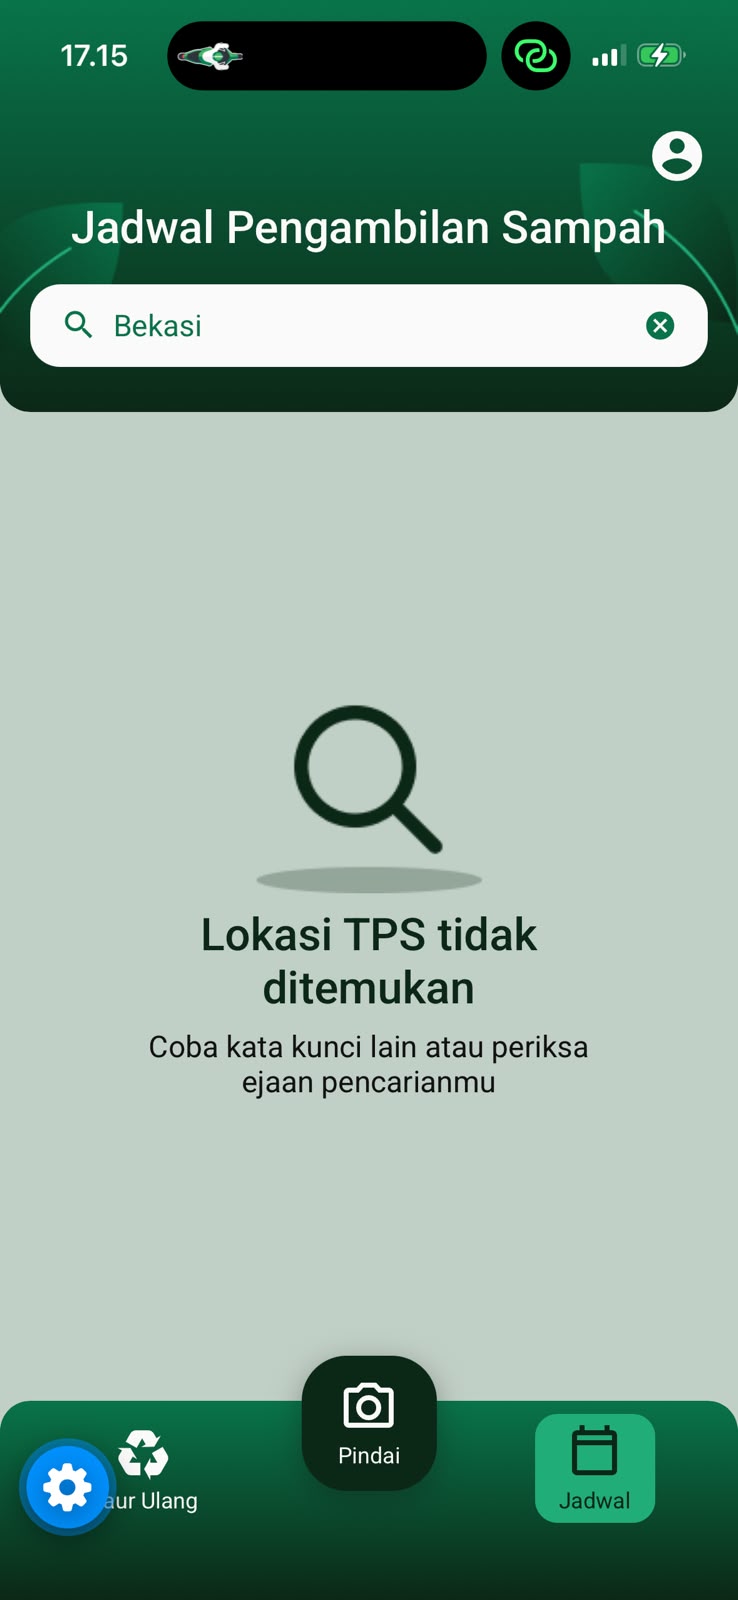 17.15
Jadwal Pengambilan Sampah
Bekasi
Lokasi TPS tidak
ditemukan
Coba kata kunci lain atau periksa
ejaan pencarianmu
Pindai
aur Ulang
Jadwal